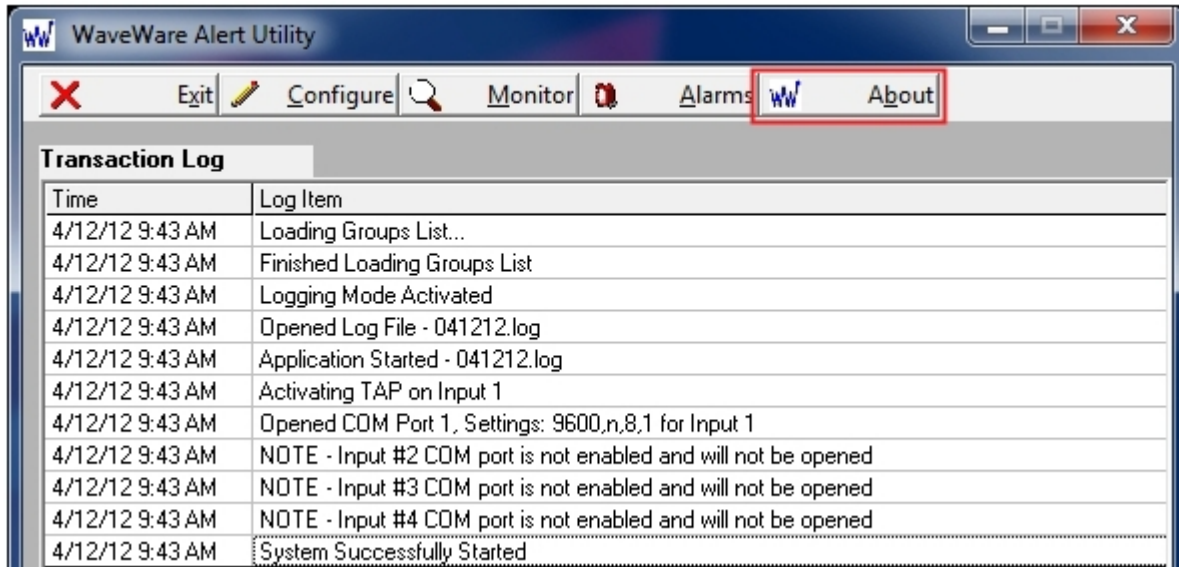 WaveWare Alert Utility
Exit Configure Monitor Alarms About
Transaction Log
Time Log Item
4/12/12 9:43 AM Loading Groups List...
4/12/12 9:43 AM Finished Loading Groups List
4/12/12 9:43 AM Logging Mode Activated
4/12/12 9:43 AM Opened Log File - 041212.log
4/12/12 9:43 AM Application Started - 041212.log
4/12/12 9:43 AM Activating TAP on Input 1
4/12/12 9:43 AM Opened COM Port 1, Settings: 9600,n,8,1 for Input 1
4/12/12 9:43 AM NOTE - Input #2 COM port is not enabled and will not be opened
4/12/12 9:43 AM NOTE - Input #3 COM port is not enabled and will not be opened
4/12/12 9:43 AM NOTE - Input #4 COM port is not enabled and will not be opened
4/12/12 9:43 AM System Successfully Started